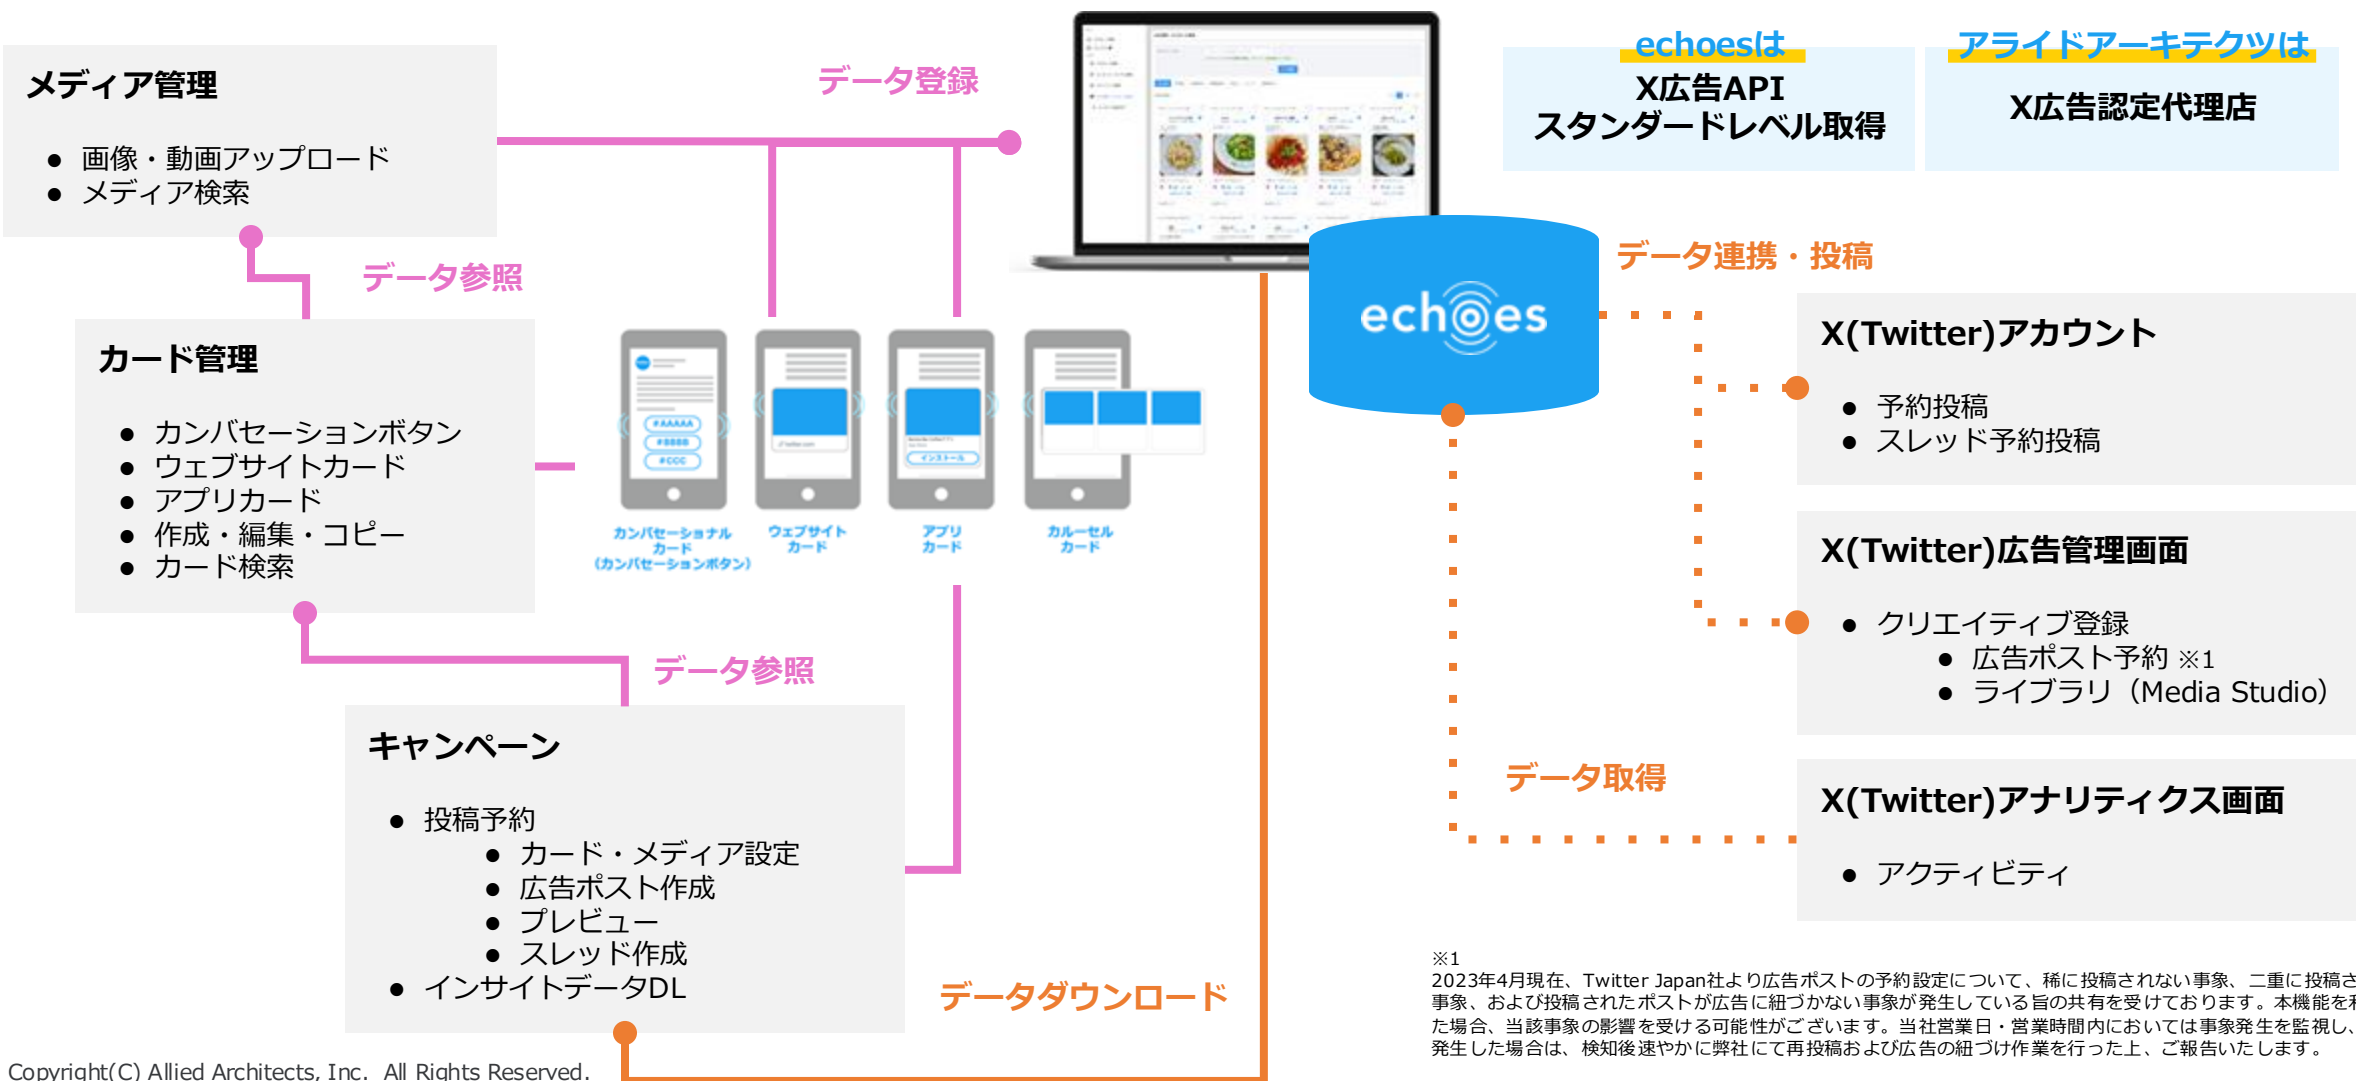 メディア管理
● 画像・動画アップロード
● メディア検索
データ登録
データ参照
カード管理
● カンバセーションボタン
● ウェブサイトカード
● アプリカード
● 作成・編集・コピー
● カード検索
#AAAAA
#BBBB
#CCC
インストール
カンバセーショナル
カード
(カンバセーションボタン)
ウェブサイト
カード
アプリ
カード
カルーセル
カード
データ参照
キャンペーン
● 投稿予約
● カード・メディア設定
● 広告ポスト作成
● プレビュー
● スレッド作成
● インサイトデータDL
データダウンロード
echoesは
X広告API
スタンダードレベル取得
アライドアーキテクツは
X広告認定代理店
echoes
データ連携・投稿
X(Twitter)アカウント
● 予約投稿
● スレッド予約投稿
X(Twitter)広告管理画面
● クリエイティブ登録
● 広告ポスト予約 ※1
● ライブラリ（Media Studio）
データ取得
X(Twitter)アナリティクス画面
● アクティビティ
※1
2023年4月現在、Twitter Japan社より広告ポストの予約設定について、稀に投稿されない事象、二重に投稿さ
事象、および投稿されたポストが広告に紐づかない事象が発生している旨の共有を受けております。本機能を利
た場合、当該事象の影響を受ける可能性がございます。当社営業日・営業時間内においては事象発生を監視し、
発生した場合は、検知後速やかに弊社にて再投稿および広告の紐づけ作業を行った上、ご報告いたします。
Copyright(C) Allied Architects, Inc. All Rights Reserved.